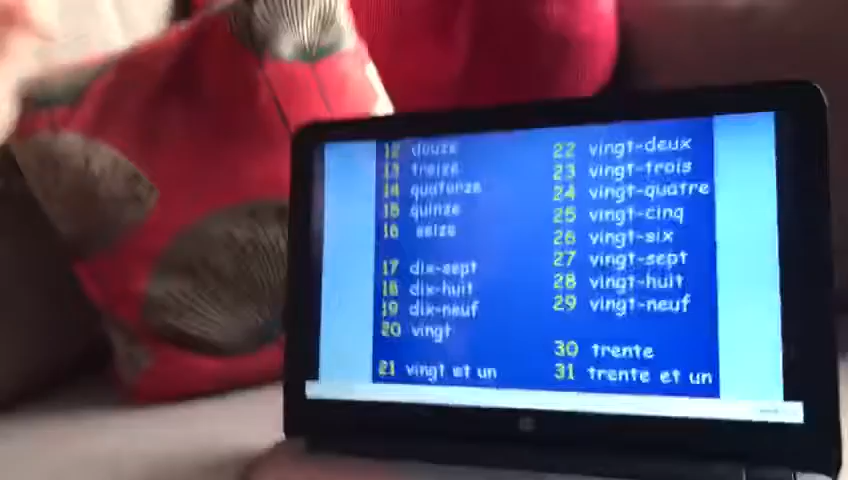 12 douze
13 treize
14 quatorze
15 quinze
16 seize
17 dix-sept
18 dix-huit
19 dix-neuf
20 vingt
21 vingt et un
22 vingt-deux
23 vingt-trois
24 vingt-quatre
25 vingt-cinq
26 vingt-six
27 vingt-sept
28 vingt-huit
29 vingt-neuf
30 trente
31 trente et un